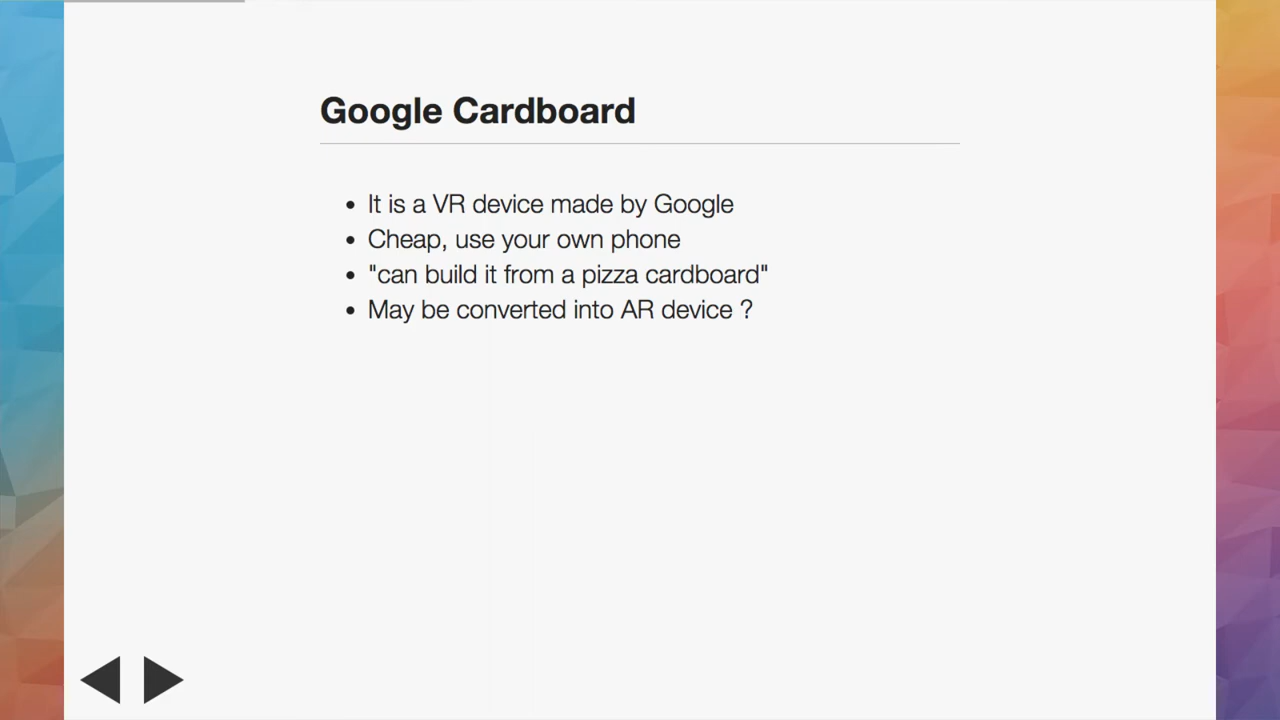 Google Cardboard
• It is a VR device made by Google
• Cheap, use your own phone
• "can build it from a pizza cardboard"
• May be converted into AR device ?